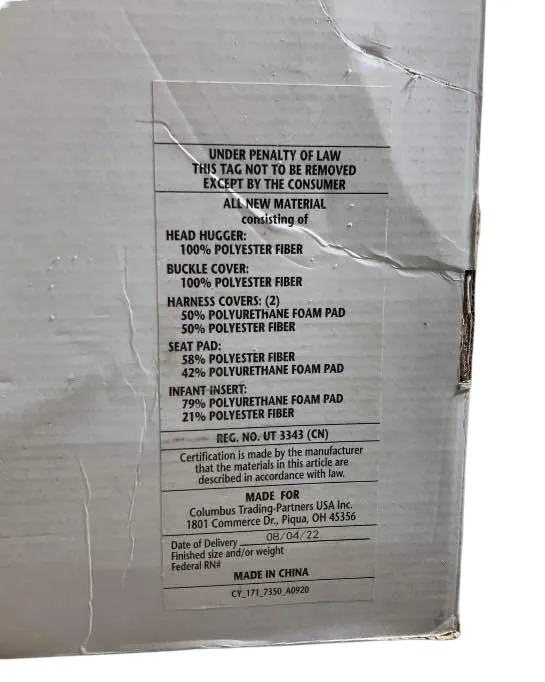 UNDER PENALTY OF LAW
THIS TAG NOT TO BE REMOVED
EXCEPT BY THE CONSUMER
ALL NEW MATERIAL
consisting of
HEAD HUGGER:
100% POLYESTER FIBER
BUCKLE COVER:
100% POLYESTER FIBER
HARNESS COVERS: (2)
50% POLYURETHANE FOAM PAD
50% POLYESTER FIBER
SEAT PAD:
58% POLYESTER FIBER
42% POLYURETHANE FOAM PAD
INFANT INSERT:
79% POLYURETHANE FOAM PAD
21% POLYESTER FIBER
REG. NO. UT 3343 (CN)
Certification is made by the manufacturer
that the materials in this article are
described in accordance with law.
MADE FOR
Columbus Trading-Partners USA Inc.
1801 Commerce Dr., Piqua, OH 45356
Date of Delivery 08/04/22
Finished size and/or weight
Federal RN#
MADE IN CHINA
CY_171_7350_A0920